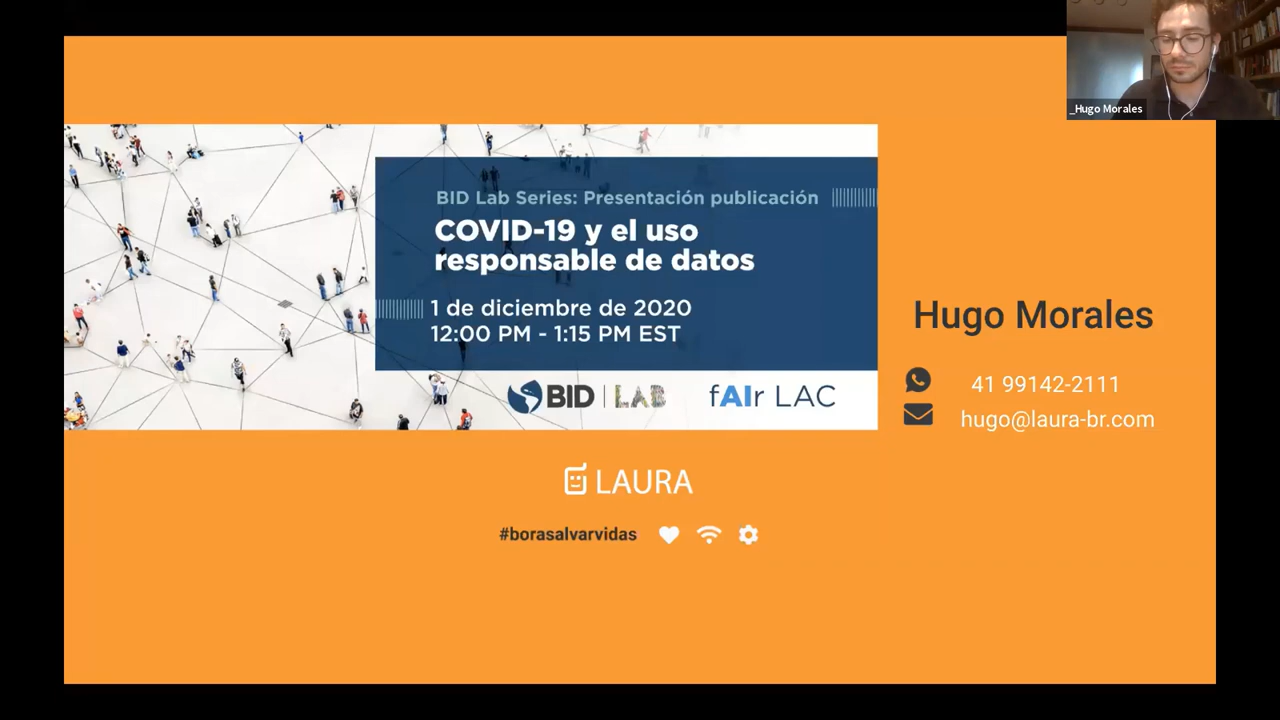 _Hugo Morales
BID Lab Series: Presentación publicación
COVID-19 y el uso
responsable de datos
1 de diciembre de 2020
12:00 PM - 1:15 PM EST
BID | LAB
fAIr LAC
Hugo Morales
41 99142-2111
hugo@laura-br.com
LAURA
#borasalvarvidas